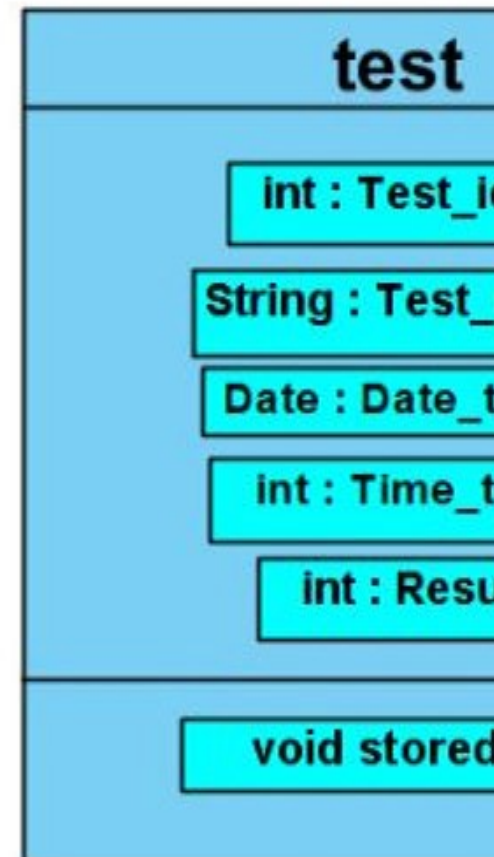 test
int : Test_i
String : Test_
Date : Date_t
int : Time_t
int : Resu
void stored